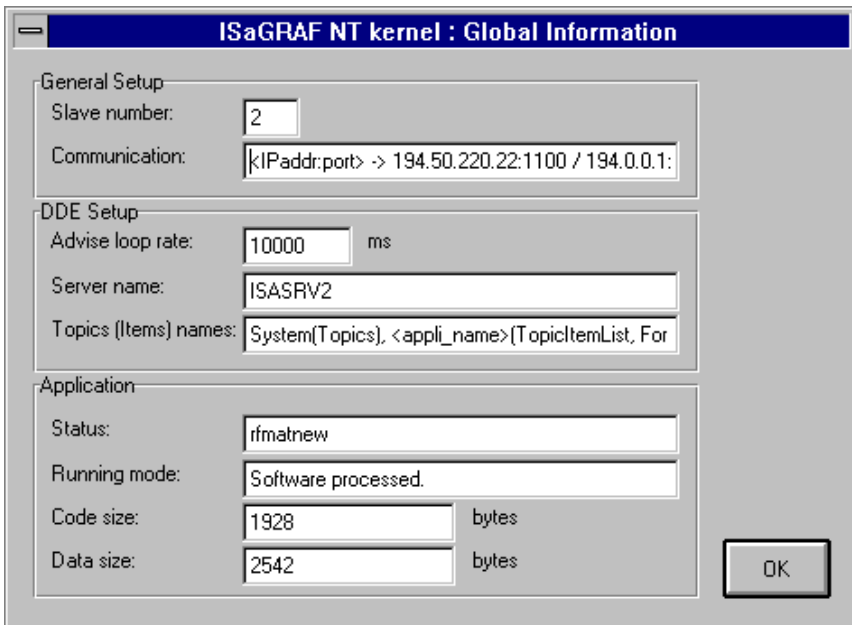 ISaGRAF NT kernel : Global Information
General Setup
Slave number: 2
Communication: <IPaddr:port> -> 194.50.220.22:1100 / 194.0.0.1:
DDE Setup
Advise loop rate: 10000 ms
Server name: ISASRV2
Topics (Items) names: System(Topics), <appli_name>(TopicItemList, For
Application
Status: rfmatnew
Running mode: Software processed.
Code size: 1928 bytes
Data size: 2542 bytes
OK